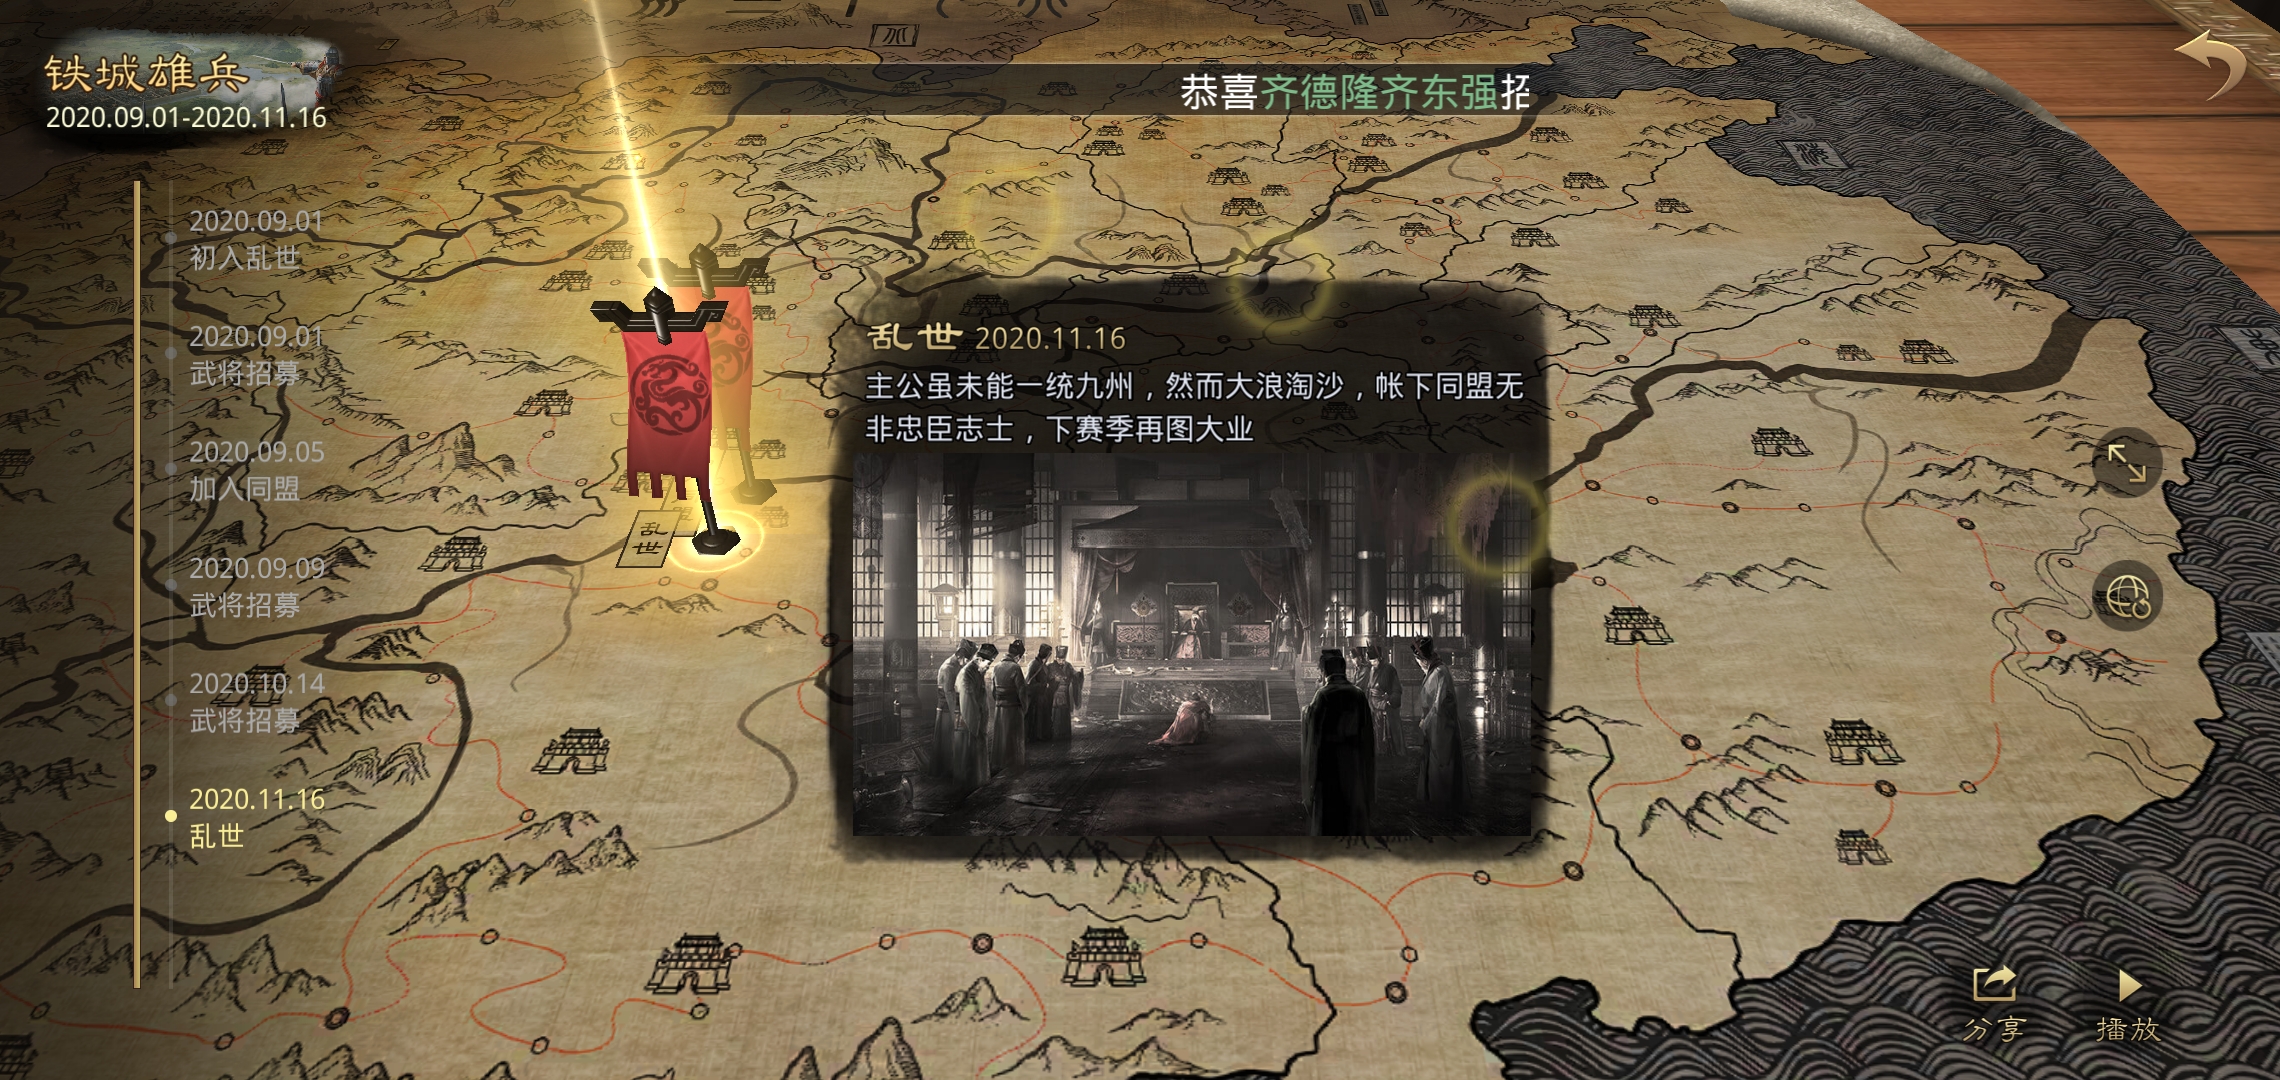 铁城雄兵
2020.09.01-2020.11.16
恭喜齐德隆齐东强招
2020.09.01
初入乱世
2020.09.01
武将招募
2020.09.05
加入同盟
2020.09.09
武将招募
2020.10.14
武将招募
2020.11.16
乱世
乱世
乱世 2020.11.16
主公虽未能一统九州，然而大浪淘沙，帐下同盟无
非忠臣志士，下赛季再图大业
分享
播放